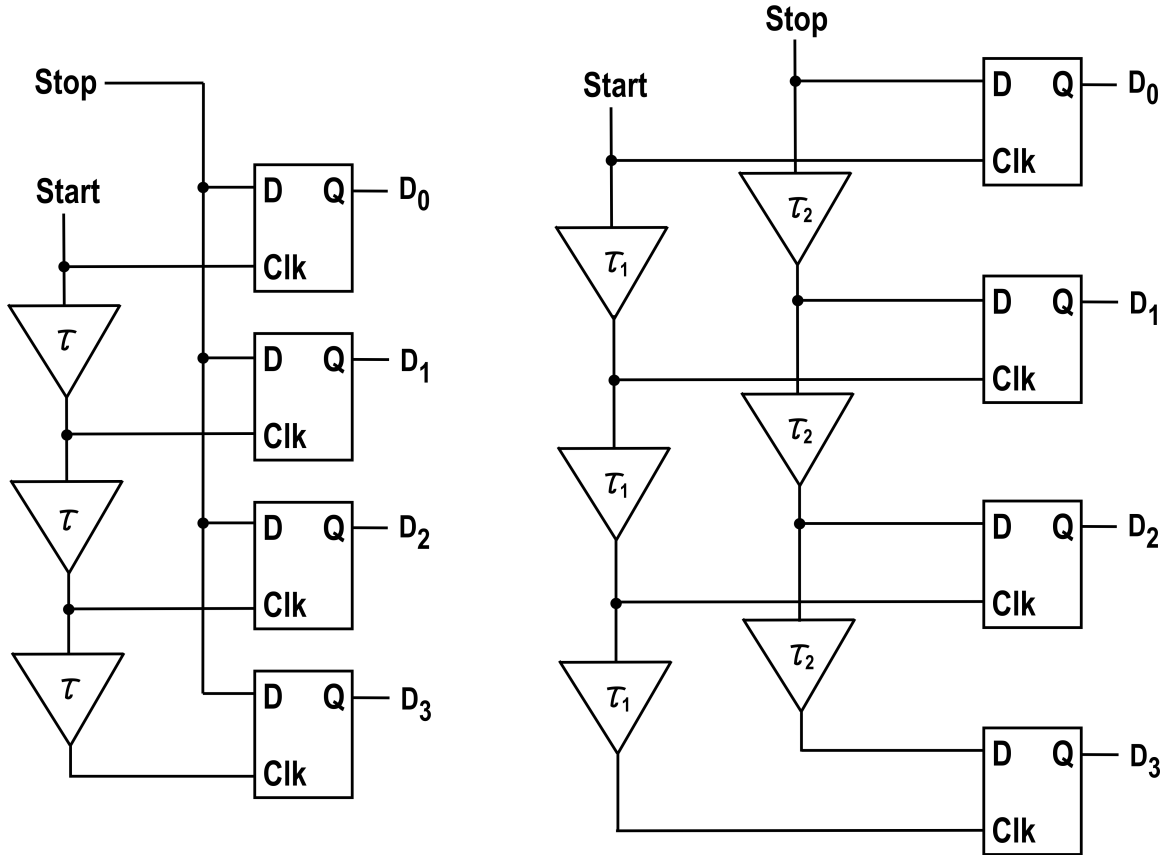 Stop
Start
D Q D0
Clk
τ
D Q D1
Clk
τ
D Q D2
Clk
τ
D Q D3
Clk
Stop
Start
D Q D0
Clk
τ2
τ1
D Q D1
Clk
τ2
τ1
D Q D2
Clk
τ2
τ1
D Q D3
Clk